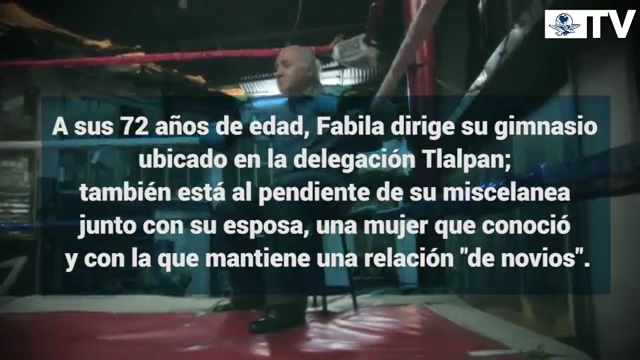 TV
A sus 72 años de edad, Fabila dirige su gimnasio
ubicado en la delegación Tlalpan;
también está al pendiente de su miscelanea
junto con su esposa, una mujer que conoció
y con la que mantiene una relación "de novios".